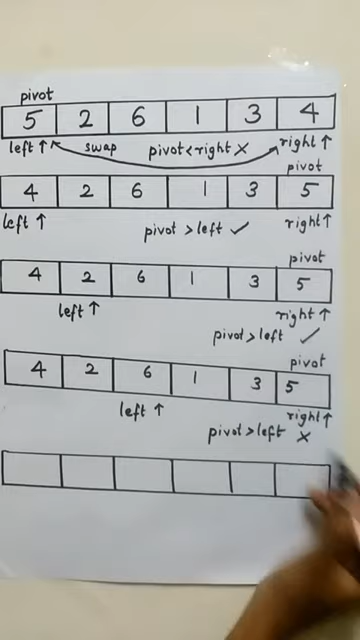 pivot
5 2 6 1 3 4
left ↑ swap pivot < right ✗ right ↑
pivot
4 2 6 1 3 5
left ↑ pivot > left ✓ right ↑
pivot
4 2 6 1 3 5
left ↑ right ↑
pivot > left ✓
pivot
4 2 6 1 3 5
left ↑ right ↑
pivot > left ✗